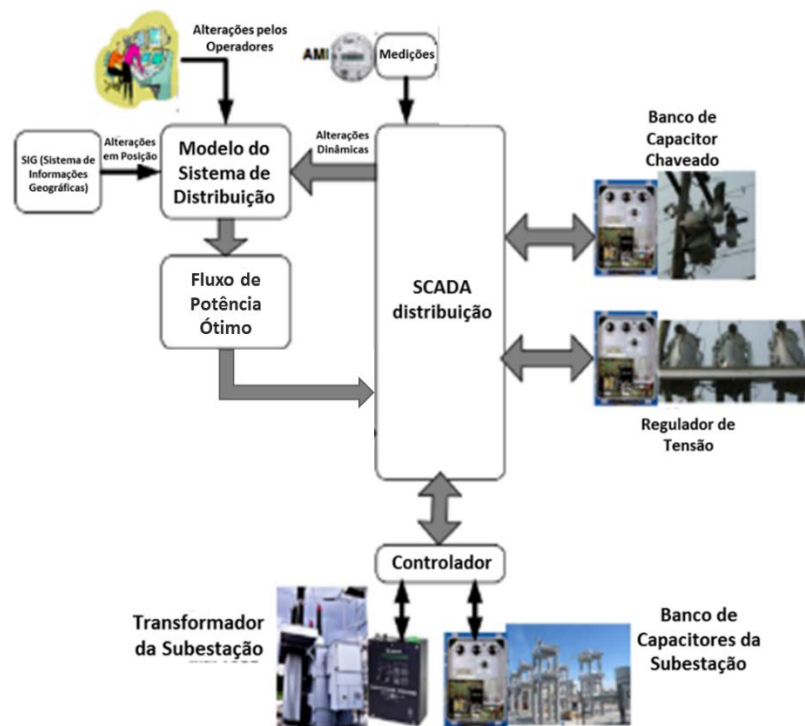 Alterações pelos
Operadores
AMI
Medições
SIG (Sistema de
Informações
Geográficas)
Alterações
em Posição
Modelo do
Sistema de
Distribuição
Alterações
Dinâmicas
Banco de
Capacitor
Chaveado
Fluxo de
Potência
Ótimo
SCADA
distribuição
Regulador de
Tensão
Controlador
Transformador
da Subestação
Banco de
Capacitores da
Subestação